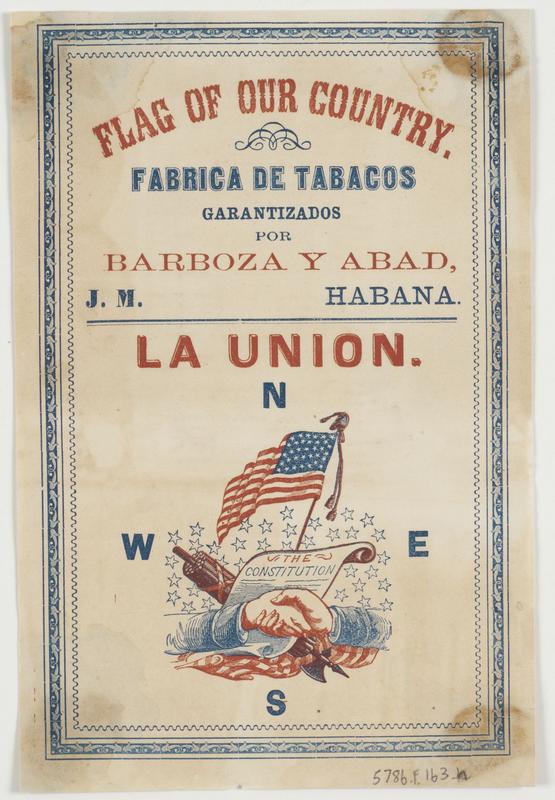 FLAG OF OUR COUNTRY.
FABRICA DE TABACOS
GARANTIZADOS
POR
BARBOZA Y ABAD,
J. M. HABANA.
LA UNION.
N
W E
THE
CONSTITUTION
S
5786.F.163.h